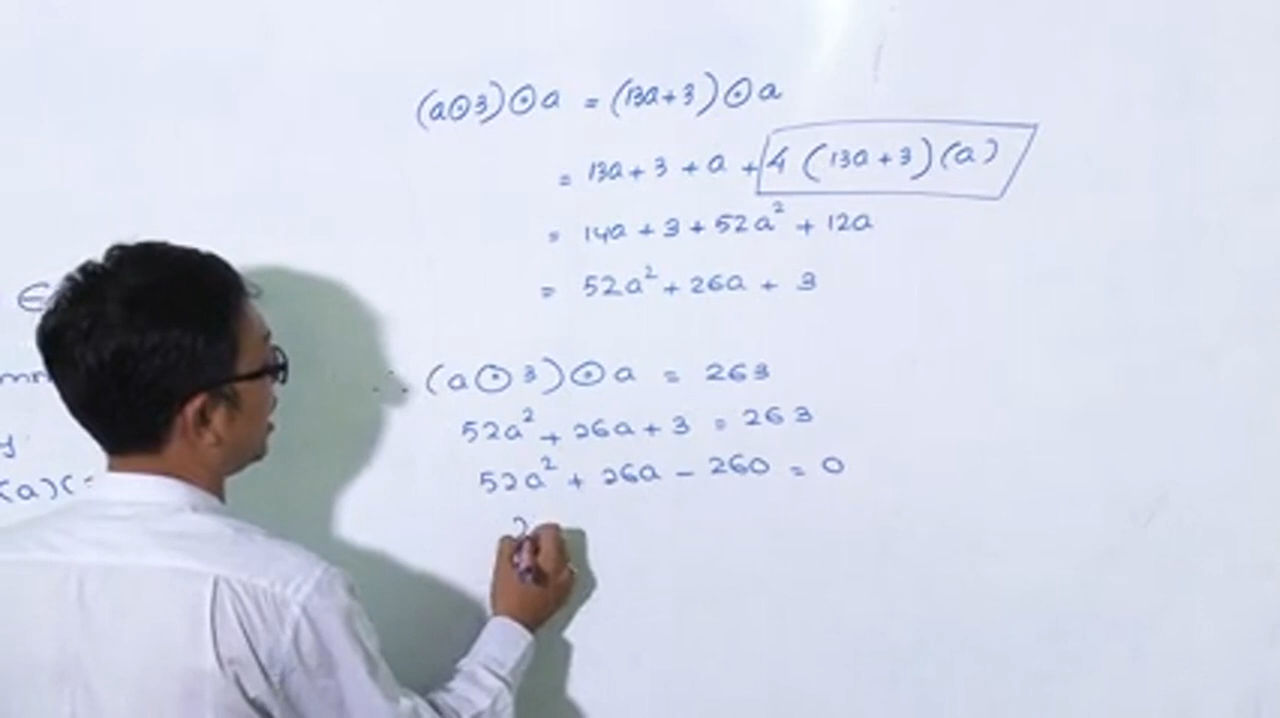 (a⊙3)⊙a = (13a+3)⊙a
= 13a + 3 + a + 4 (13a + 3) (a)
= 14a + 3 + 52a² + 12a
= 52a² + 26a + 3
∴ (a⊙3)⊙a = 263
52a² + 26a + 3 = 263
52a² + 26a - 260 = 0
2
∈
y
(a)(